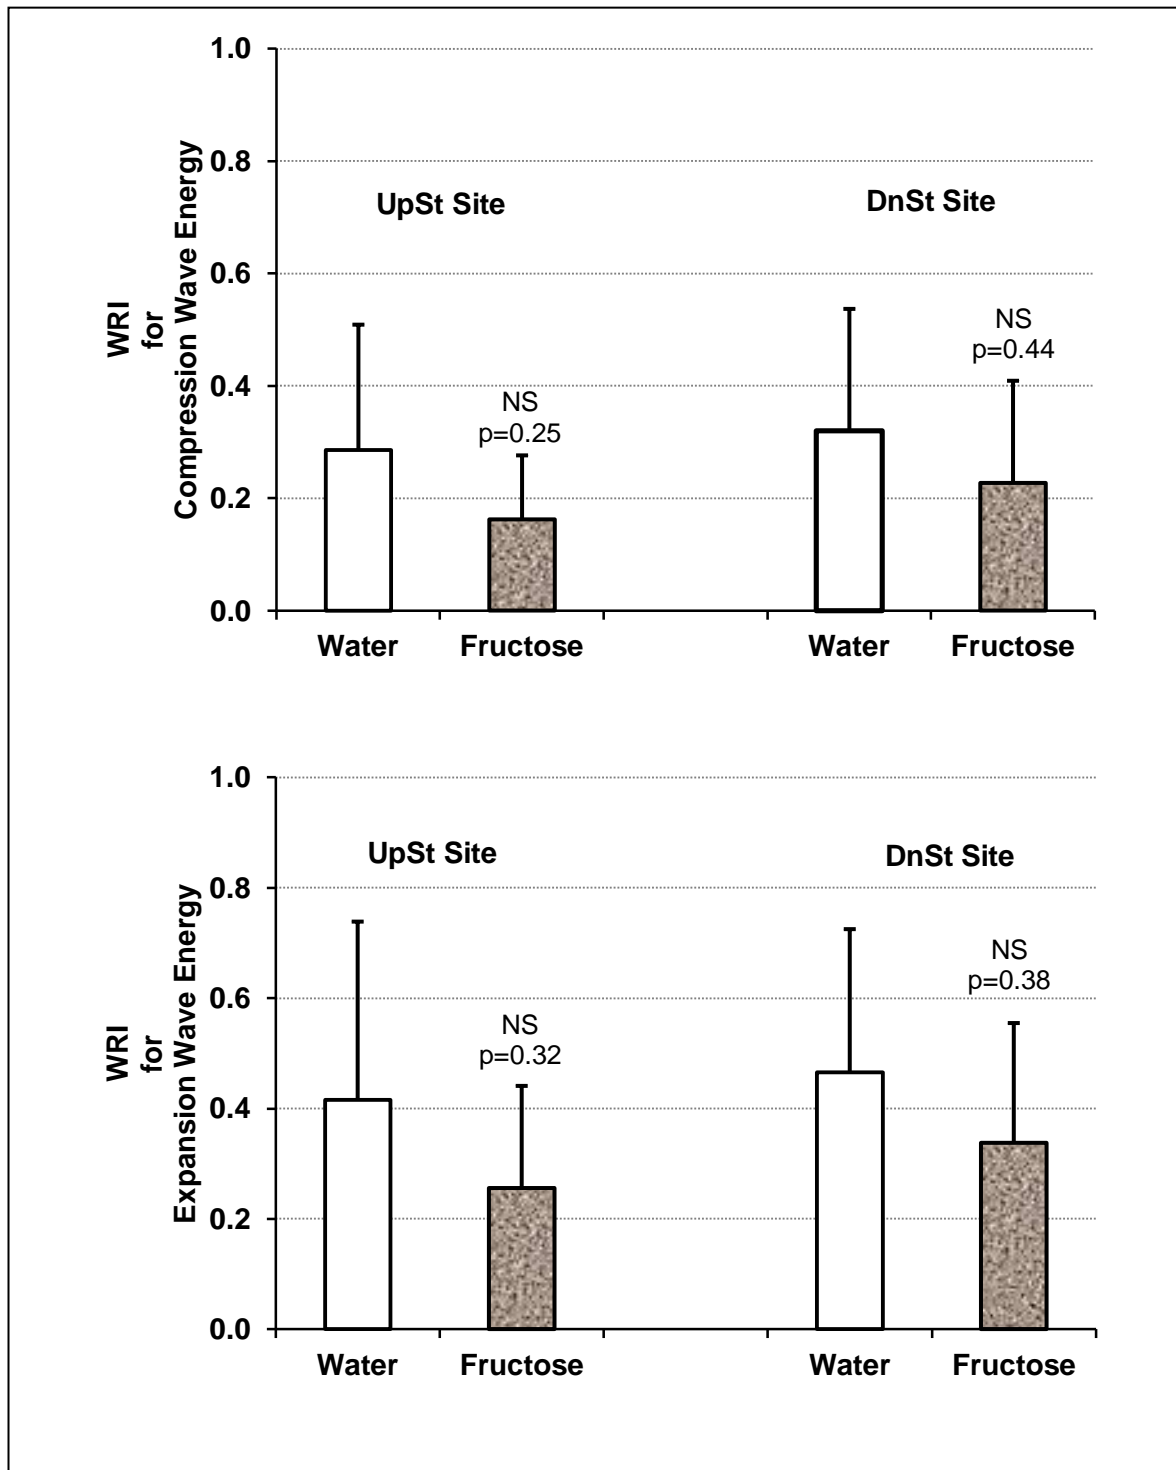 1.0
0.8
0.6
0.4
0.2
0.0
WRI
for
Compression Wave Energy
UpSt Site
DnSt Site
NS
p=0.25
NS
p=0.44
Water
Fructose
Water
Fructose
1.0
0.8
0.6
0.4
0.2
0.0
WRI
for
Expansion Wave Energy
UpSt Site
DnSt Site
NS
p=0.32
NS
p=0.38
Water
Fructose
Water
Fructose